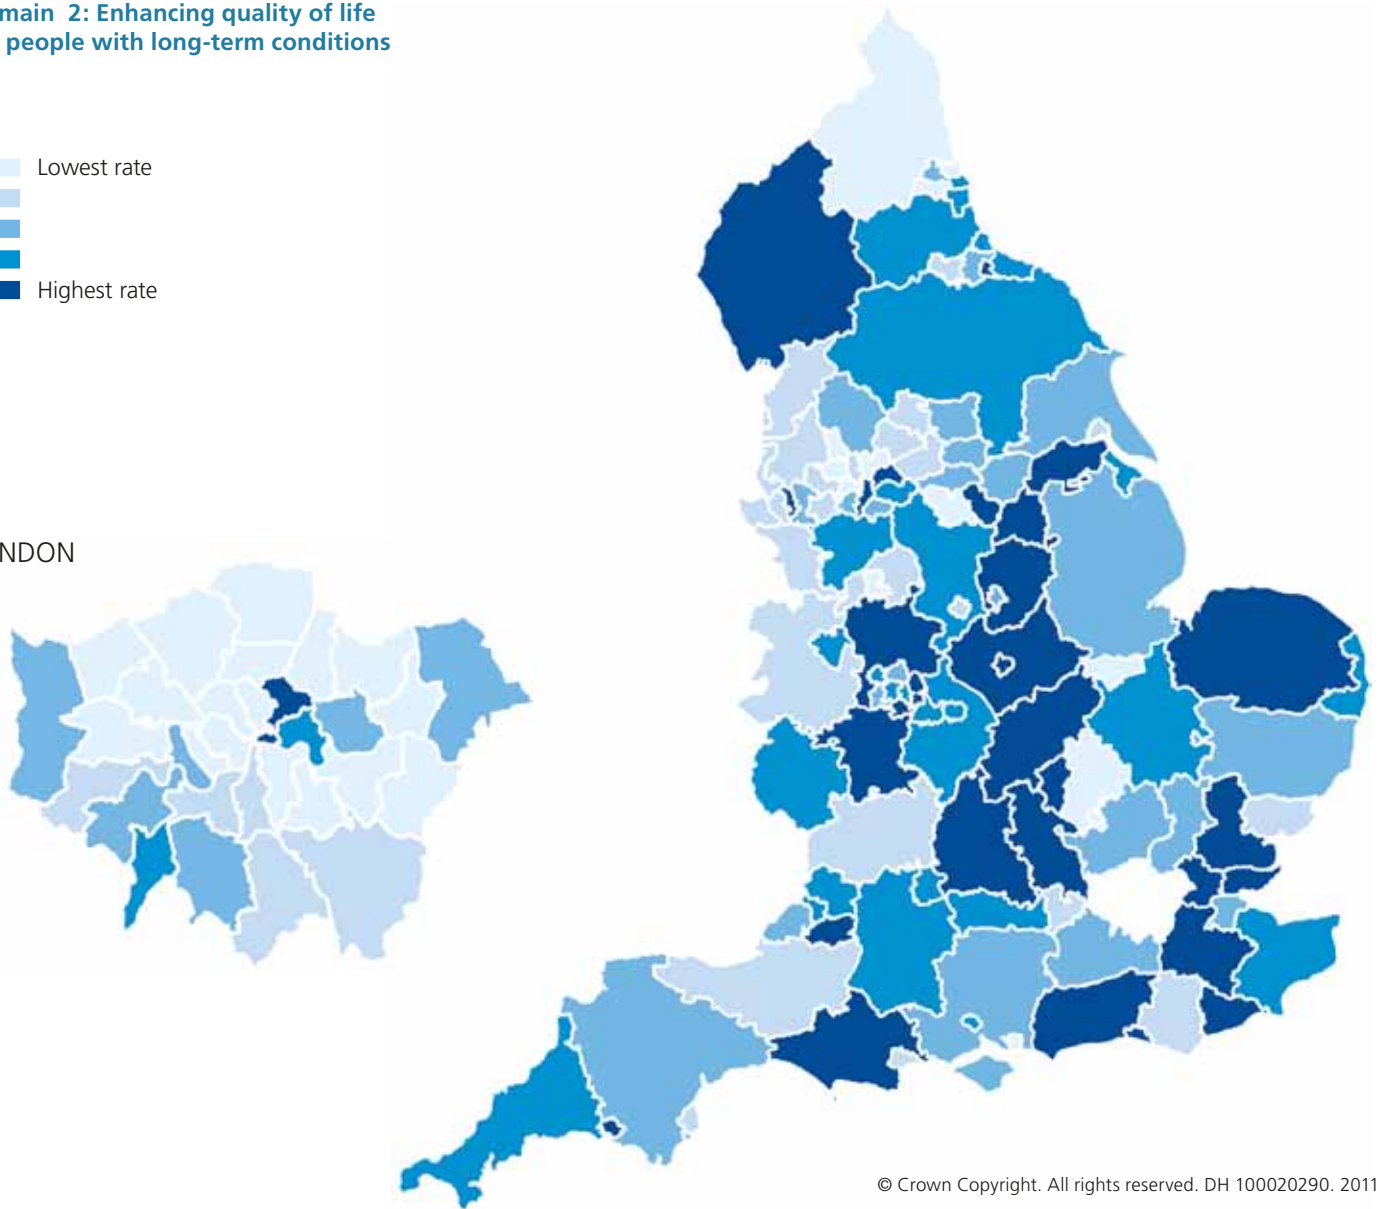 main 2: Enhancing quality of life
people with long-term conditions
Lowest rate
Highest rate
NDON
© Crown Copyright. All rights reserved. DH 100020290. 2011